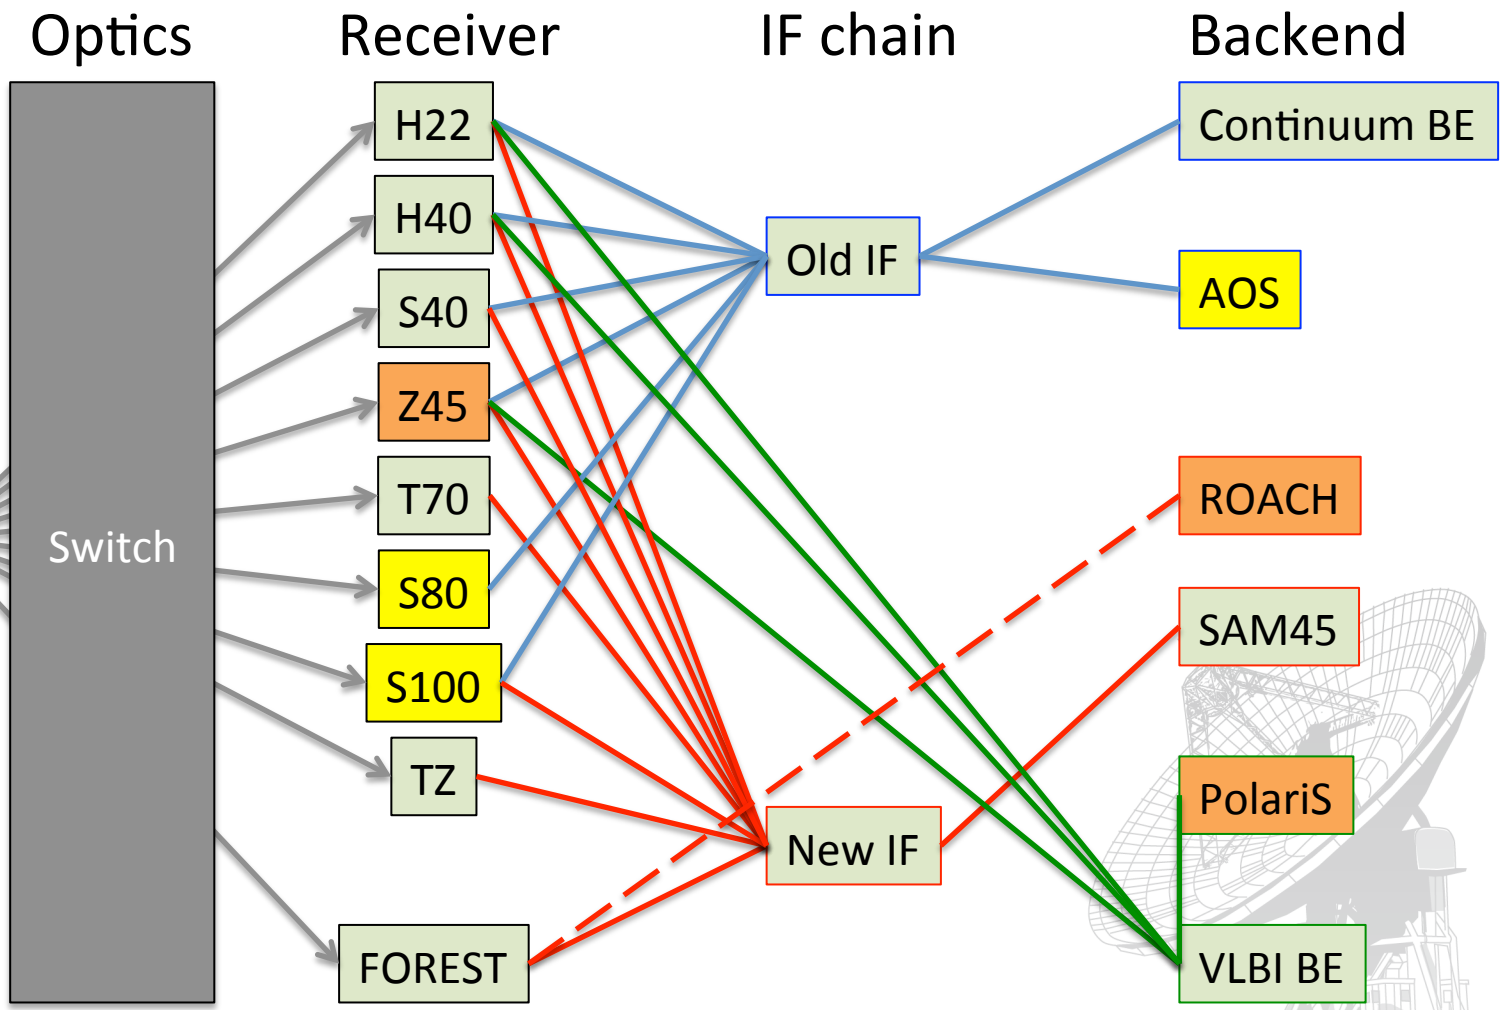 Optics
Receiver
IF chain
Backend
Switch
H22
H40
S40
Z45
T70
S80
S100
TZ
FOREST
Old IF
New IF
Continuum BE
AOS
ROACH
SAM45
PolariS
VLBI BE